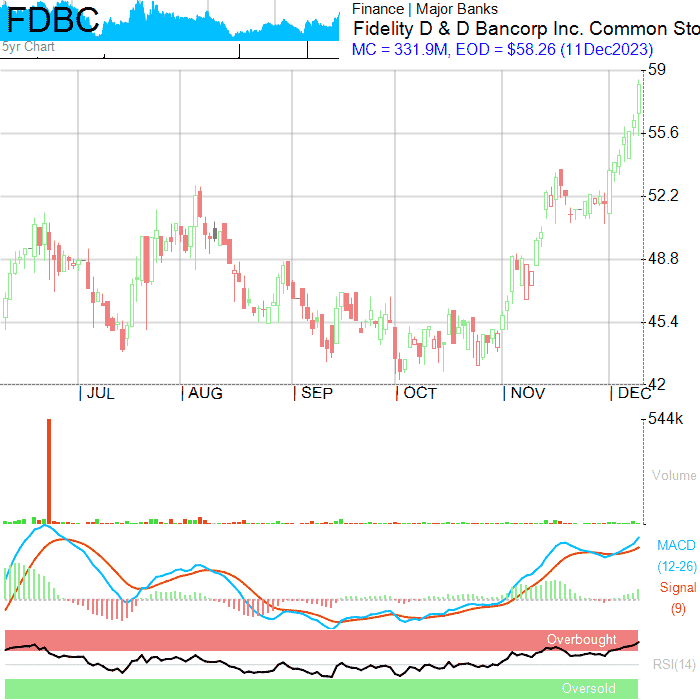 FDBC
5yr Chart
Finance | Major Banks
Fidelity D & D Bancorp Inc. Common Sto
MC = 331.9M, EOD = $58.26 (11Dec2023)
59
55.6
52.2
48.8
45.4
42
JUL AUG SEP OCT NOV DEC
544k
Volume
MACD
(12-26)
Signal
(9)
Overbought
RSI(14)
Oversold